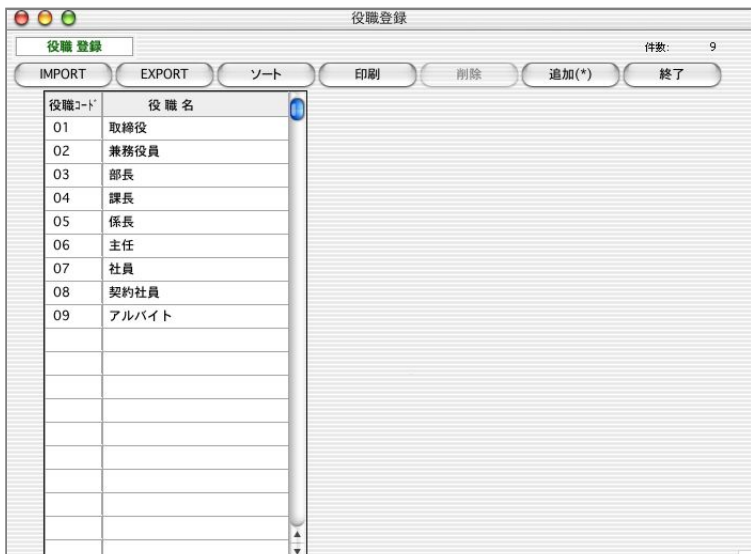 役職登録
役職 登録 件数: 9
IMPORT EXPORT ソート 印刷 削除 追加(*) 終了
役職ｺｰﾄﾞ 役 職 名
01 取締役
02 兼務役員
03 部長
04 課長
05 係長
06 主任
07 社員
08 契約社員
09 アルバイト